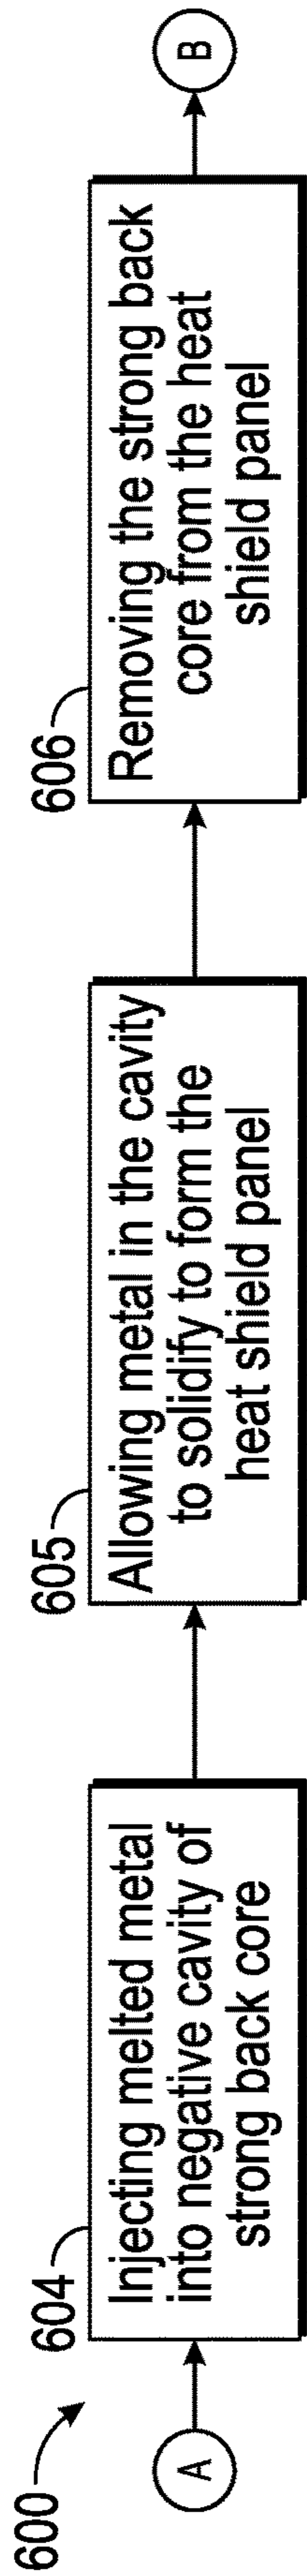 600
A
604
Injecting melted metal
into negative cavity of
strong back core
605
Allowing metal in the cavity
to solidify to form the
heat shield panel
606
Removing the strong back
core from the heat
shield panel
B